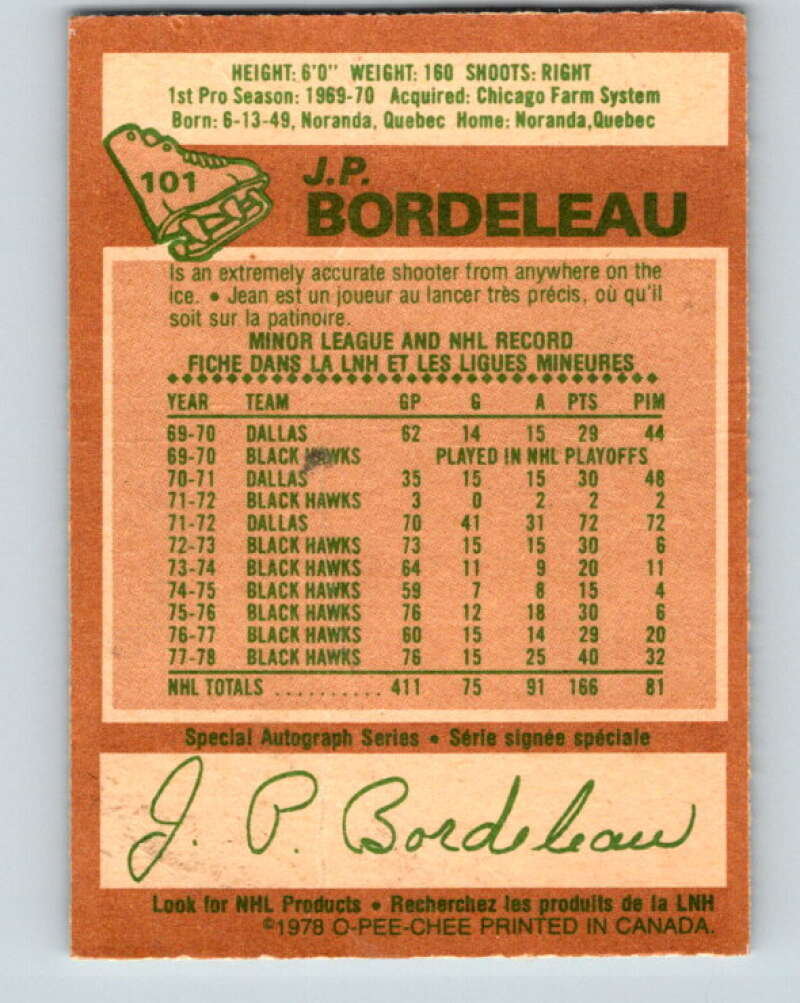 HEIGHT: 6'0" WEIGHT: 160 SHOOTS: RIGHT
1st Pro Season: 1969-70 Acquired: Chicago Farm System
Born: 6-13-49, Noranda, Quebec Home: Noranda, Quebec
101
J.P.
BORDELEAU
Is an extremely accurate shooter from anywhere on the
ice. • Jean est un joueur au lancer très précis, où qu'il
soit sur la patinoire.
MINOR LEAGUE AND NHL RECORD
FICHE DANS LA LNH ET LES LIGUES MINEURES
YEAR TEAM GP G A PTS PIM
69-70 DALLAS 62 14 15 29 44
69-70 BLACK HAWKS PLAYED IN NHL PLAYOFFS
70-71 DALLAS 35 15 15 30 48
71-72 BLACK HAWKS 3 0 2 2 2
71-72 DALLAS 70 41 31 72 72
72-73 BLACK HAWKS 73 15 15 30 6
73-74 BLACK HAWKS 64 11 9 20 11
74-75 BLACK HAWKS 59 7 8 15 4
75-76 BLACK HAWKS 76 12 18 30 6
76-77 BLACK HAWKS 60 15 14 29 20
77-78 BLACK HAWKS 76 15 25 40 32
NHL TOTALS .......... 411 75 91 166 81
Special Autograph Series • Série signée spéciale
J. P. Bordeleau
Look for NHL Products • Recherchez les produits de la LNH
©1978 O-PEE-CHEE PRINTED IN CANADA.